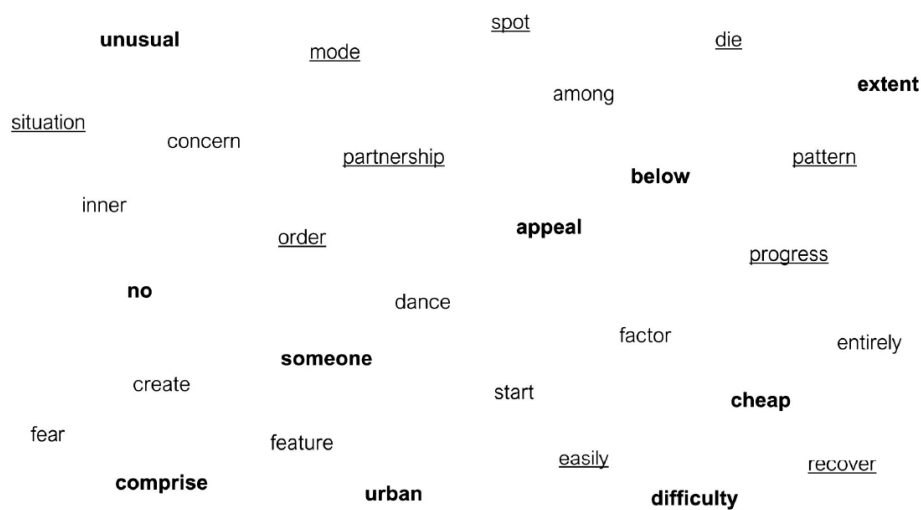 spot
unusual
mode
die
extent
among
situation
concern
partnership
pattern
below
inner
appeal
order
progress
no
dance
factor
entirely
someone
create
start
cheap
fear
feature
easily
recover
comprise
urban
difficulty